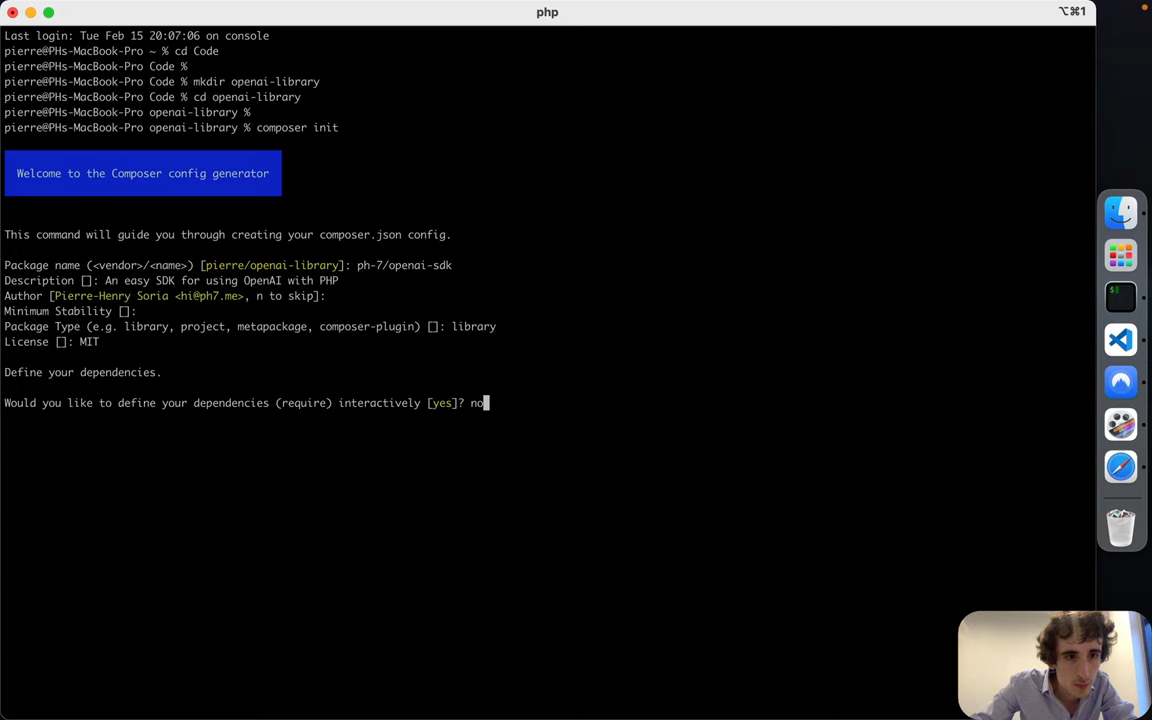 php
⌥⌘1
Last login: Tue Feb 15 20:07:06 on console
pierre@PHs-MacBook-Pro ~ % cd Code
pierre@PHs-MacBook-Pro Code %
pierre@PHs-MacBook-Pro Code % mkdir openai-library
pierre@PHs-MacBook-Pro Code % cd openai-library
pierre@PHs-MacBook-Pro openai-library %
pierre@PHs-MacBook-Pro openai-library % composer init
Welcome to the Composer config generator
This command will guide you through creating your composer.json config.
Package name (<vendor>/<name>) [pierre/openai-library]: ph-7/openai-sdk
Description []: An easy SDK for using OpenAI with PHP
Author [Pierre-Henry Soria <hi@ph7.me>, n to skip]:
Minimum Stability []:
Package Type (e.g. library, project, metapackage, composer-plugin) []: library
License []: MIT
Define your dependencies.
Would you like to define your dependencies (require) interactively [yes]? no
$